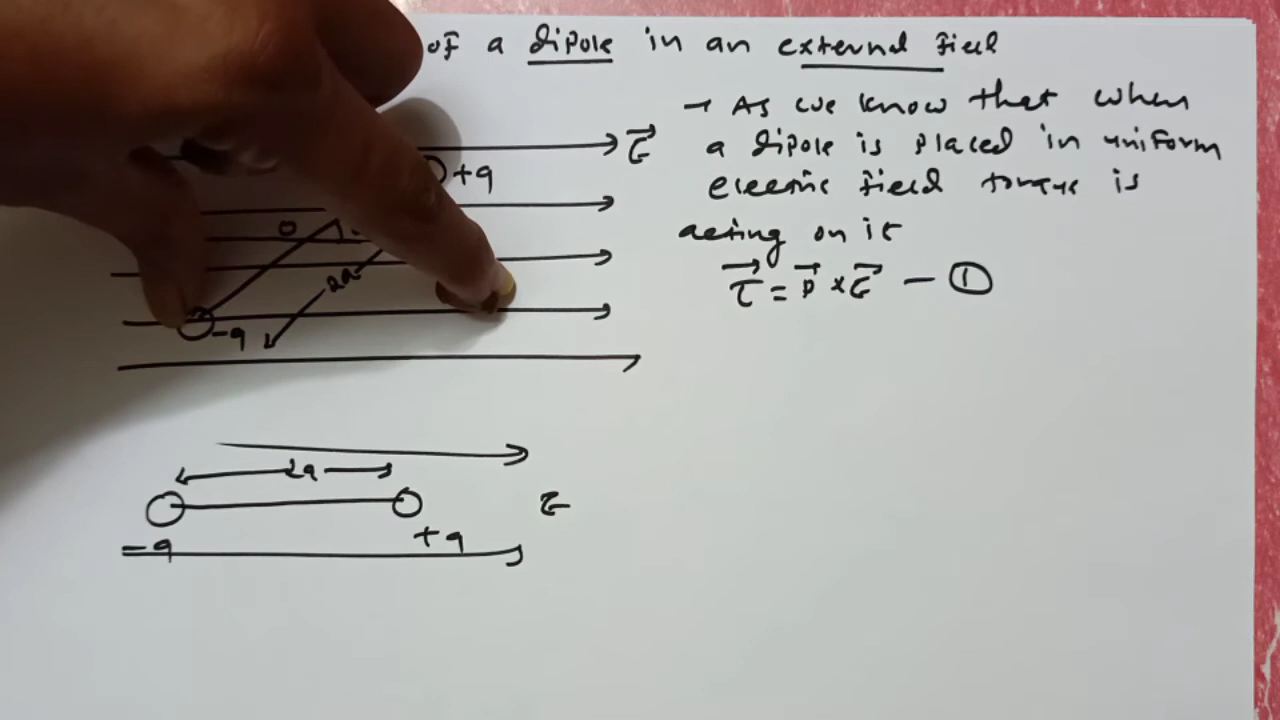 of a dipole in an external Field
→ As we know that when
a dipole is placed in uniform
electric field torque is
acting on it
τ⃗ = p⃗ × E⃗ — ①
E⃗
+q
O
2a
-q
2a
E
-q
+q